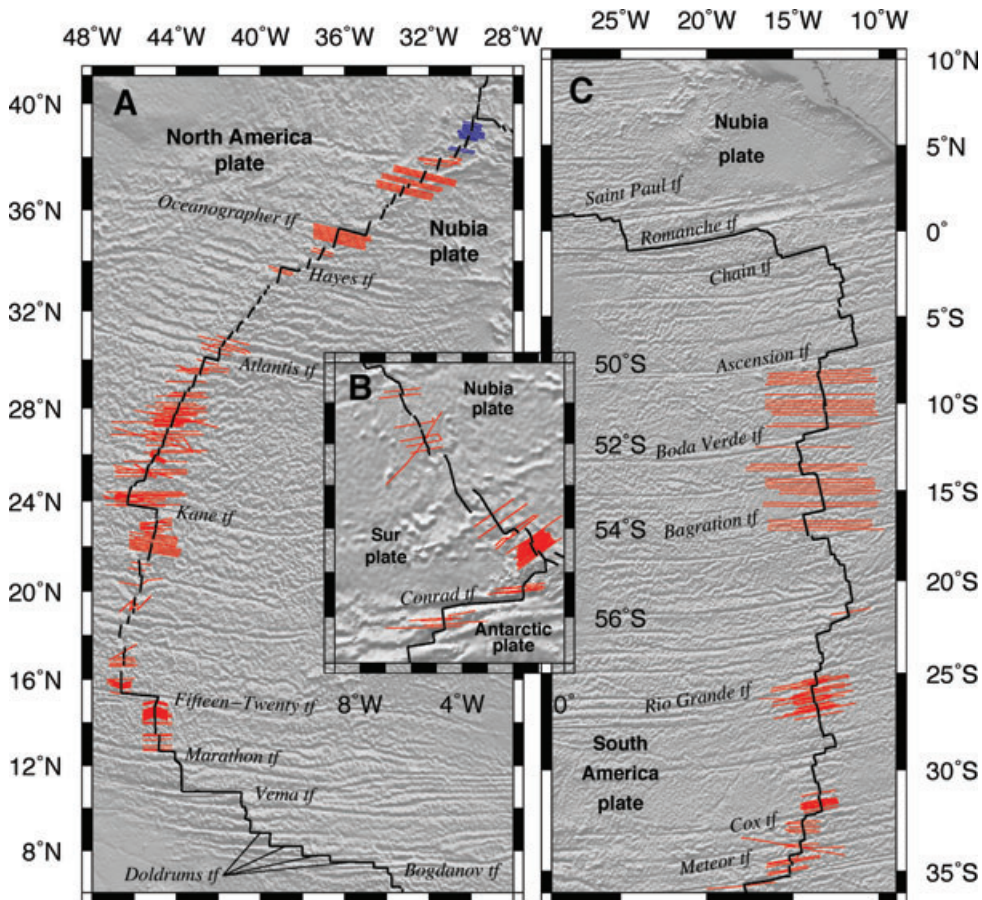 48°W 44°W 40°W 36°W 32°W 28°W
25°W 20°W 15°W 10°W
A
40°N
36°N
32°N
28°N
24°N
20°N
16°N
12°N
8°N
North America
plate
Oceanographer tf
Nubia
plate
Hayes tf
Atlantis tf
Kane tf
Fifteen-Twenty tf
Marathon tf
Vema tf
Doldrums tf
Bogdanov tf
B
Nubia
plate
Sur
plate
Conrad tf
Antarctic
plate
50°S
52°S
54°S
56°S
8°W 4°W 0°
C
Nubia
plate
Saint Paul tf
Romanche tf
Chain tf
Ascension tf
Boda Verde tf
Bagration tf
Rio Grande tf
South
America
plate
Cox tf
Meteor tf
10°N
5°N
0°
5°S
10°S
15°S
20°S
25°S
30°S
35°S